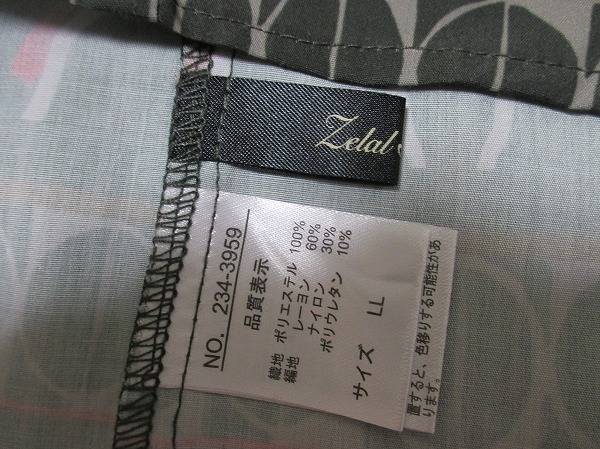 Zelal
NO. 234-3959
品質表示
織地 ポリエステル 100%
編地 レーヨン 60%
ナイロン 30%
ポリウレタン 10%
サイズ LL
置すると、色移りする可能性があ
ります。